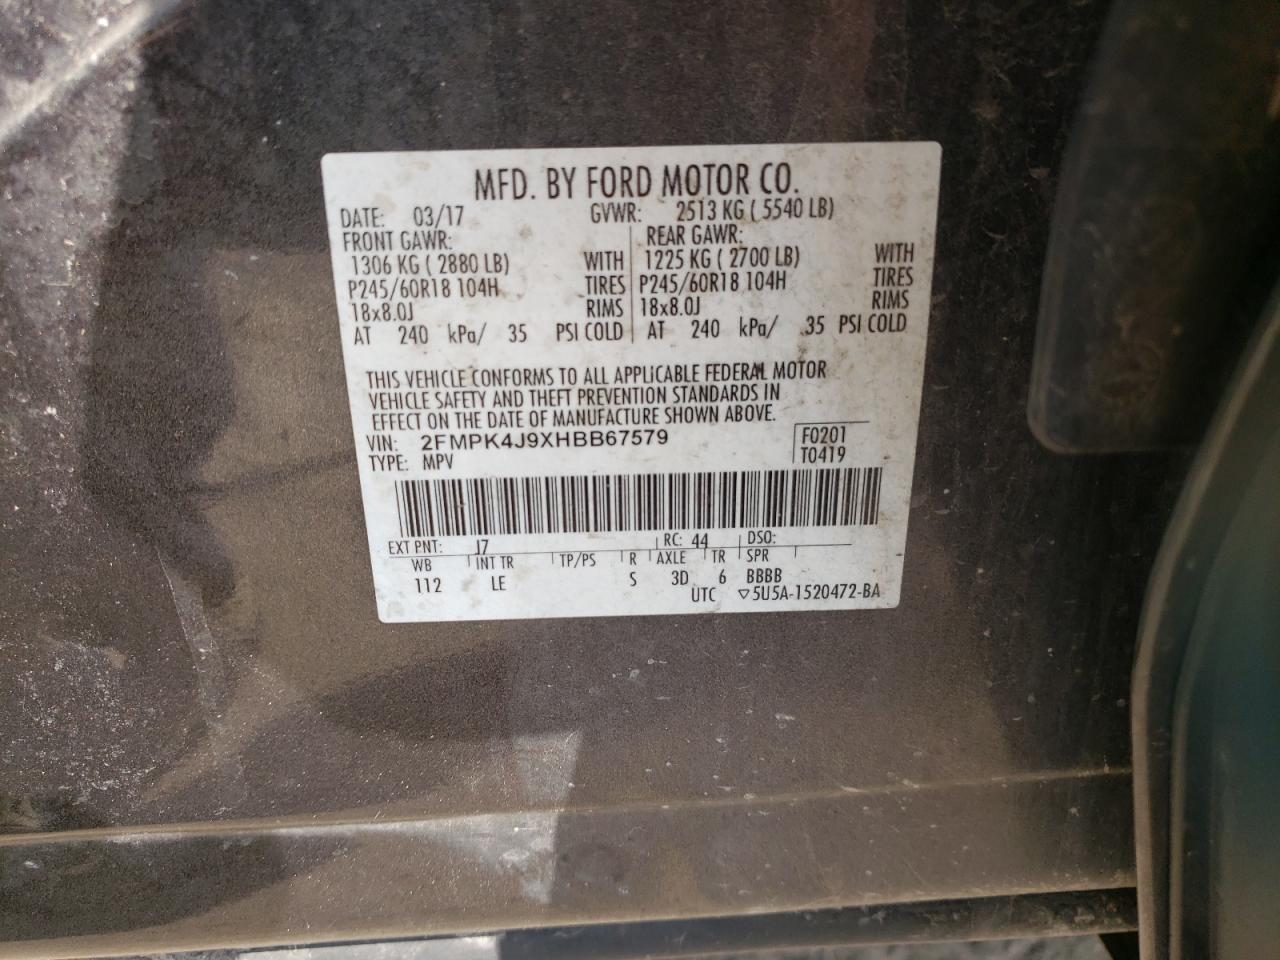 MFD. BY FORD MOTOR CO.
DATE: 03/17 GVWR: 2513 KG ( 5540 LB)
FRONT GAWR: REAR GAWR:
1306 KG ( 2880 LB) WITH 1225 KG ( 2700 LB) WITH
P245/60R18 104H TIRES P245/60R18 104H TIRES
18x8.0J RIMS 18x8.0J RIMS
AT 240 kPa/ 35 PSI COLD AT 240 kPa/ 35 PSI COLD
THIS VEHICLE CONFORMS TO ALL APPLICABLE FEDERAL MOTOR
VEHICLE SAFETY AND THEFT PREVENTION STANDARDS IN
EFFECT ON THE DATE OF MANUFACTURE SHOWN ABOVE.
VIN: 2FMPK4J9XHBB67579 F0201
TYPE: MPV T0419
EXT PNT: J7 RC: 44 DSO:
WB INT TR TP/PS R AXLE TR SPR
112 LE S 3D 6 BBBB
UTC ▽5U5A-1520472-BA